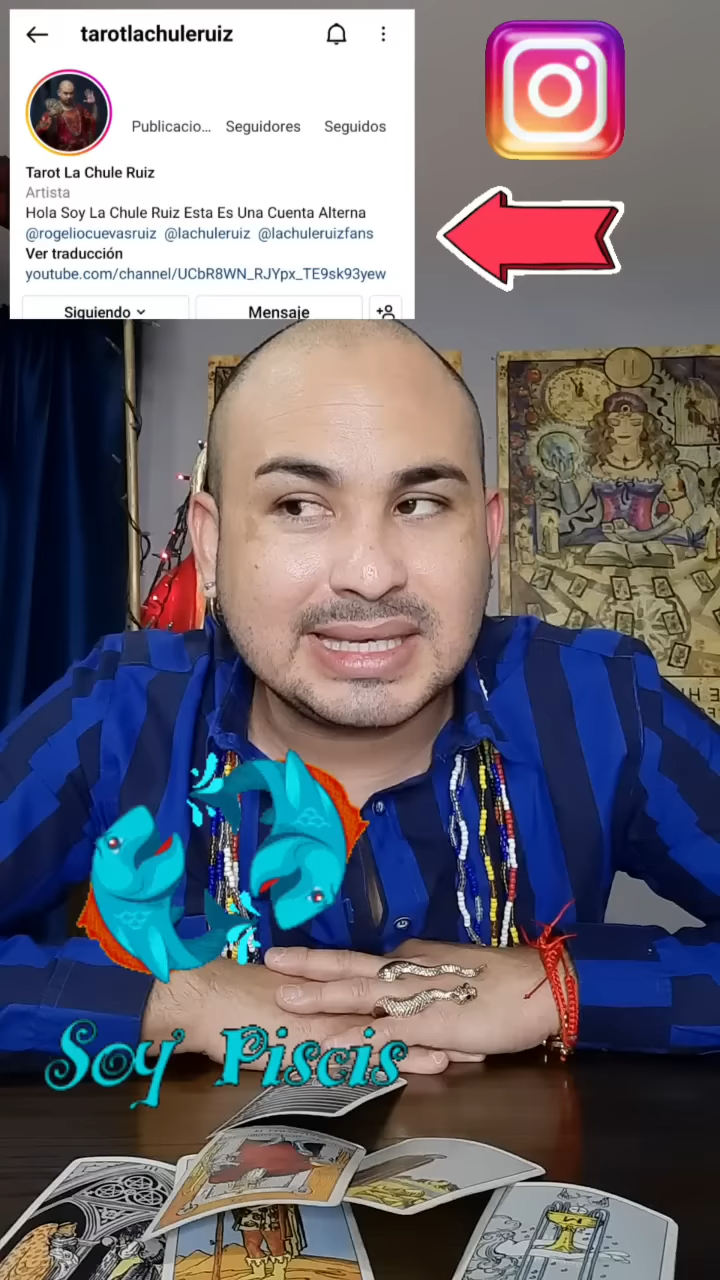 tarotlachuleruiz
Publicacio... Seguidores Seguidos
Tarot La Chule Ruiz
Artista
Hola Soy La Chule Ruiz Esta Es Una Cuenta Alterna
@rogeliocuevasruiz @lachuleruiz @lachuleruizfans
Ver traducción
youtube.com/channel/UCbR8WN_RJYpx_TE9sk93yew
Siguiendo Mensaje
II
Soy Piscis